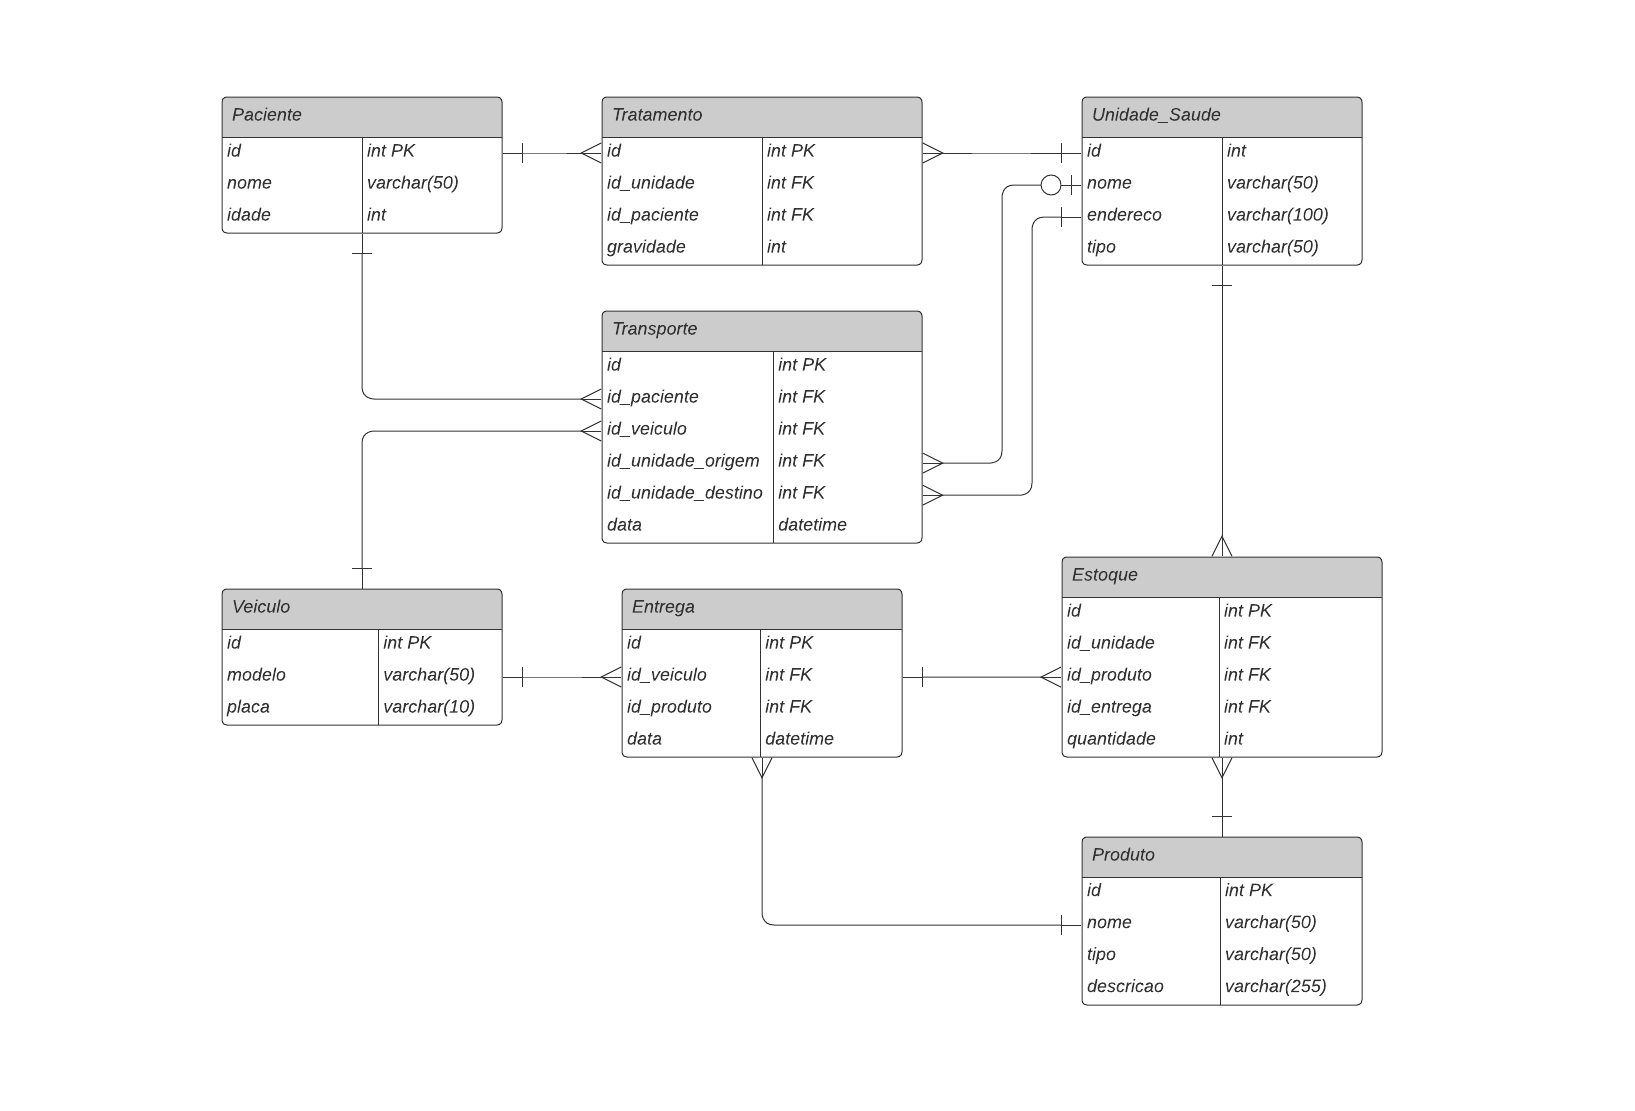 Paciente
id int PK
nome varchar(50)
idade int
Tratamento
id int PK
id_unidade int FK
id_paciente int FK
gravidade int
Unidade_Saude
id int
nome varchar(50)
endereco varchar(100)
tipo varchar(50)
Transporte
id int PK
id_paciente int FK
id_veiculo int FK
id_unidade_origem int FK
id_unidade_destino int FK
data datetime
Veiculo
id int PK
modelo varchar(50)
placa varchar(10)
Entrega
id int PK
id_veiculo int FK
id_produto int FK
data datetime
Estoque
id int PK
id_unidade int FK
id_produto int FK
id_entrega int FK
quantidade int
Produto
id int PK
nome varchar(50)
tipo varchar(50)
descricao varchar(255)